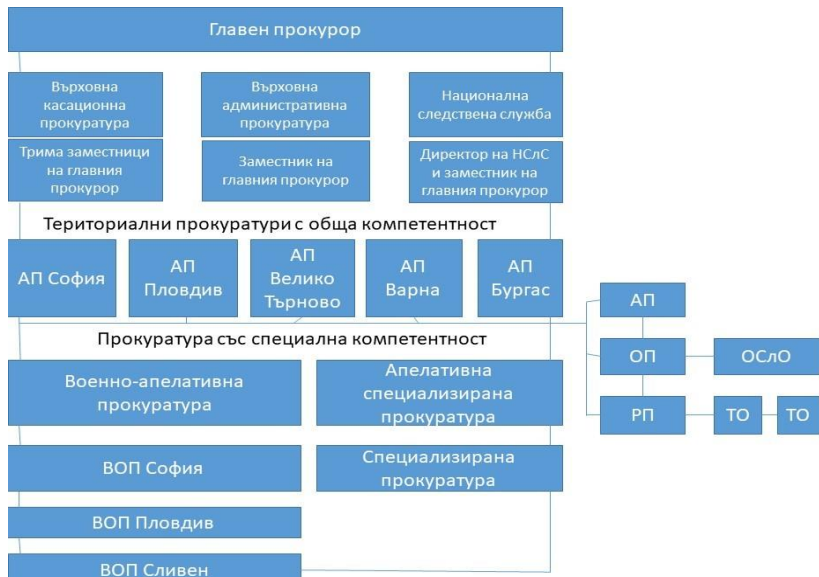 Главен прокурор
Върховна
касационна
прокуратура
Върховна
административна
прокуратура
Национална
следствена служба
Трима заместници
на главния
прокурор
Заместник на
главния прокурор
Директор на НСлС
и заместник на
главния прокурор
Териториални прокуратури с обща компетентност
АП София
АП
Пловдив
АП
Велико
Търново
АП
Варна
АП
Бургас
АП
ОП
ОСлО
РП
ТО
ТО
Прокуратура със специална компетентност
Военно-апелативна
прокуратура
Апелативна
специализирана
прокуратура
ВОП София
Специализирана
прокуратура
ВОП Пловдив
ВОП Сливен